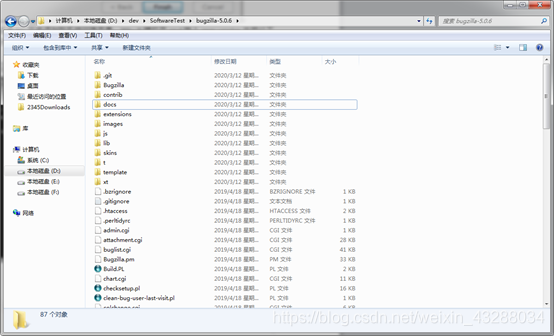 计算机 ▸ 本地磁盘 (D:) ▸ dev ▸ SoftwareTest ▸ bugzilla-5.0.6 ▸
搜索 bugzilla-5.0.6
文件(F) 编辑(E) 查看(V) 工具(T) 帮助(H)
组织 包含到库中 共享 新建文件夹
收藏夹
下载
桌面
最近访问的位置
2345Downloads
库
计算机
系统 (C:)
本地磁盘 (D:)
本地磁盘 (E:)
本地磁盘 (F:)
网络
名称 修改日期 类型 大小
.git 2020/3/12 星期... 文件夹
Bugzilla 2020/3/12 星期... 文件夹
contrib 2020/3/12 星期... 文件夹
docs 2020/3/12 星期... 文件夹
extensions 2020/3/12 星期... 文件夹
images 2020/3/12 星期... 文件夹
js 2020/3/12 星期... 文件夹
lib 2020/3/12 星期... 文件夹
skins 2020/3/12 星期... 文件夹
t 2020/3/12 星期... 文件夹
template 2020/3/12 星期... 文件夹
xt 2020/3/12 星期... 文件夹
.bzrignore 2019/4/18 星期... BZRIGNORE 文件 1 KB
.gitignore 2019/4/18 星期... 文本文档 1 KB
.htaccess 2019/4/18 星期... HTACCESS 文件 2 KB
.perltidyrc 2019/4/18 星期... PERLTIDYRC 文件 1 KB
admin.cgi 2019/4/18 星期... CGI 文件 2 KB
attachment.cgi 2019/4/18 星期... CGI 文件 28 KB
buglist.cgi 2019/4/18 星期... CGI 文件 41 KB
Bugzilla.pm 2019/4/18 星期... PM 文件 33 KB
Build.PL 2019/4/18 星期... PL 文件 2 KB
chart.cgi 2019/4/18 星期... CGI 文件 11 KB
checksetup.pl 2019/4/18 星期... PL 文件 16 KB
clean-bug-user-last-visit.pl 2019/4/18 星期... PL 文件 1 KB
87 个对象
https://blog.csdn.net/weixin_43288034